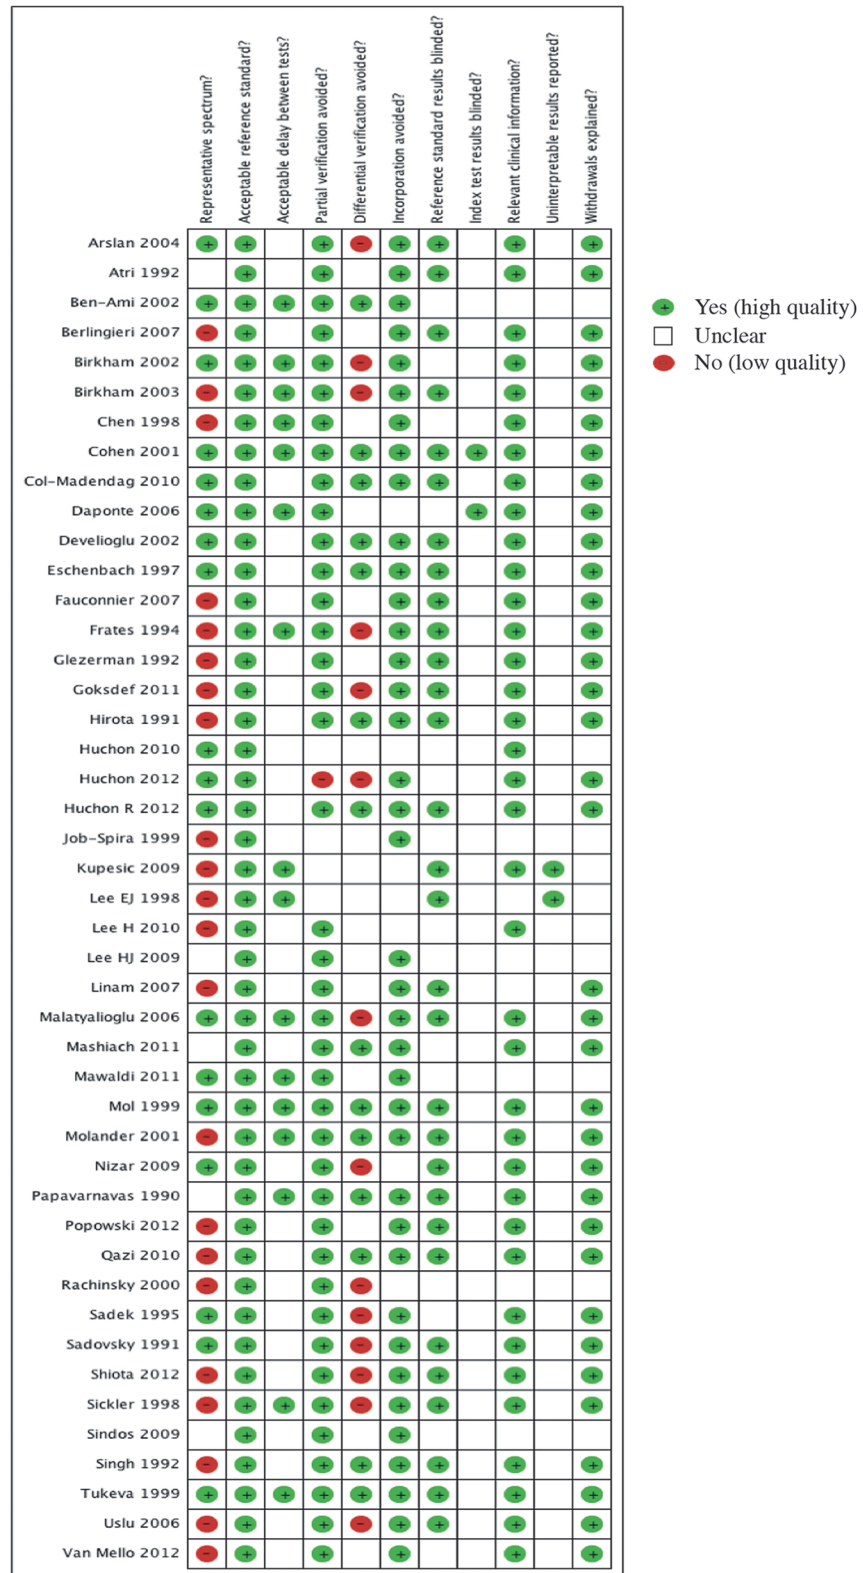 Representative spectrum?
Acceptable reference standard?
Acceptable delay between tests?
Partial verification avoided?
Differential verification avoided?
Incorporation avoided?
Reference standard results blinded?
Index test results blinded?
Relevant clinical information?
Uninterpretable results reported?
Withdrawals explained?
Arslan 2004 + + + - + + + +
Atri 1992 + + + + + +
Ben-Ami 2002 + + + + + +
Berlingieri 2007 - + + + + + +
Birkham 2002 + + + + - + + +
Birkham 2003 - + + + - + + + +
Chen 1998 - + + + + + +
Cohen 2001 + + + + + + + + + +
Col-Madendag 2010 + + + + + + + +
Daponte 2006 + + + + + + +
Develioglu 2002 + + + + + + + +
Eschenbach 1997 + + + + + + + +
Fauconnier 2007 - + + + + + +
Frates 1994 - + + + - + + + +
Glezerman 1992 - + + + + + +
Goksdef 2011 - + + - + + + +
Hirota 1991 - + + + + + + +
Huchon 2010 + + +
Huchon 2012 + + - - + + +
Huchon R 2012 + + + + + + + +
Job-Spira 1999 - + +
Kupesic 2009 - + + + + +
Lee EJ 1998 - + + + +
Lee H 2010 - + + +
Lee HJ 2009 + + +
Linam 2007 - + + + + +
Malatyalioglu 2006 + + + + - + + + +
Mashiach 2011 + + + + + +
Mawaldi 2011 + + + + +
Mol 1999 + + + + + + + + +
Molander 2001 - + + + + + + + +
Nizar 2009 + + + - + + +
Papavarnavas 1990 + + + + + + + +
Popowski 2012 - + + + + + +
Qazi 2010 - + + + + + + +
Rachinsky 2000 - + + -
Sadek 1995 + + + - + + +
Sadovsky 1991 + + + - + + + +
Shiota 2012 - + + - + + + +
Sickler 1998 - + + + - + + + +
Sindos 2009 + + +
Singh 1992 - + + + + + + +
Tukeva 1999 + + + + + + + + +
Uslu 2006 - + + - + + + +
Van Mello 2012 - + + + + +
+ Yes (high quality)
Unclear
- No (low quality)